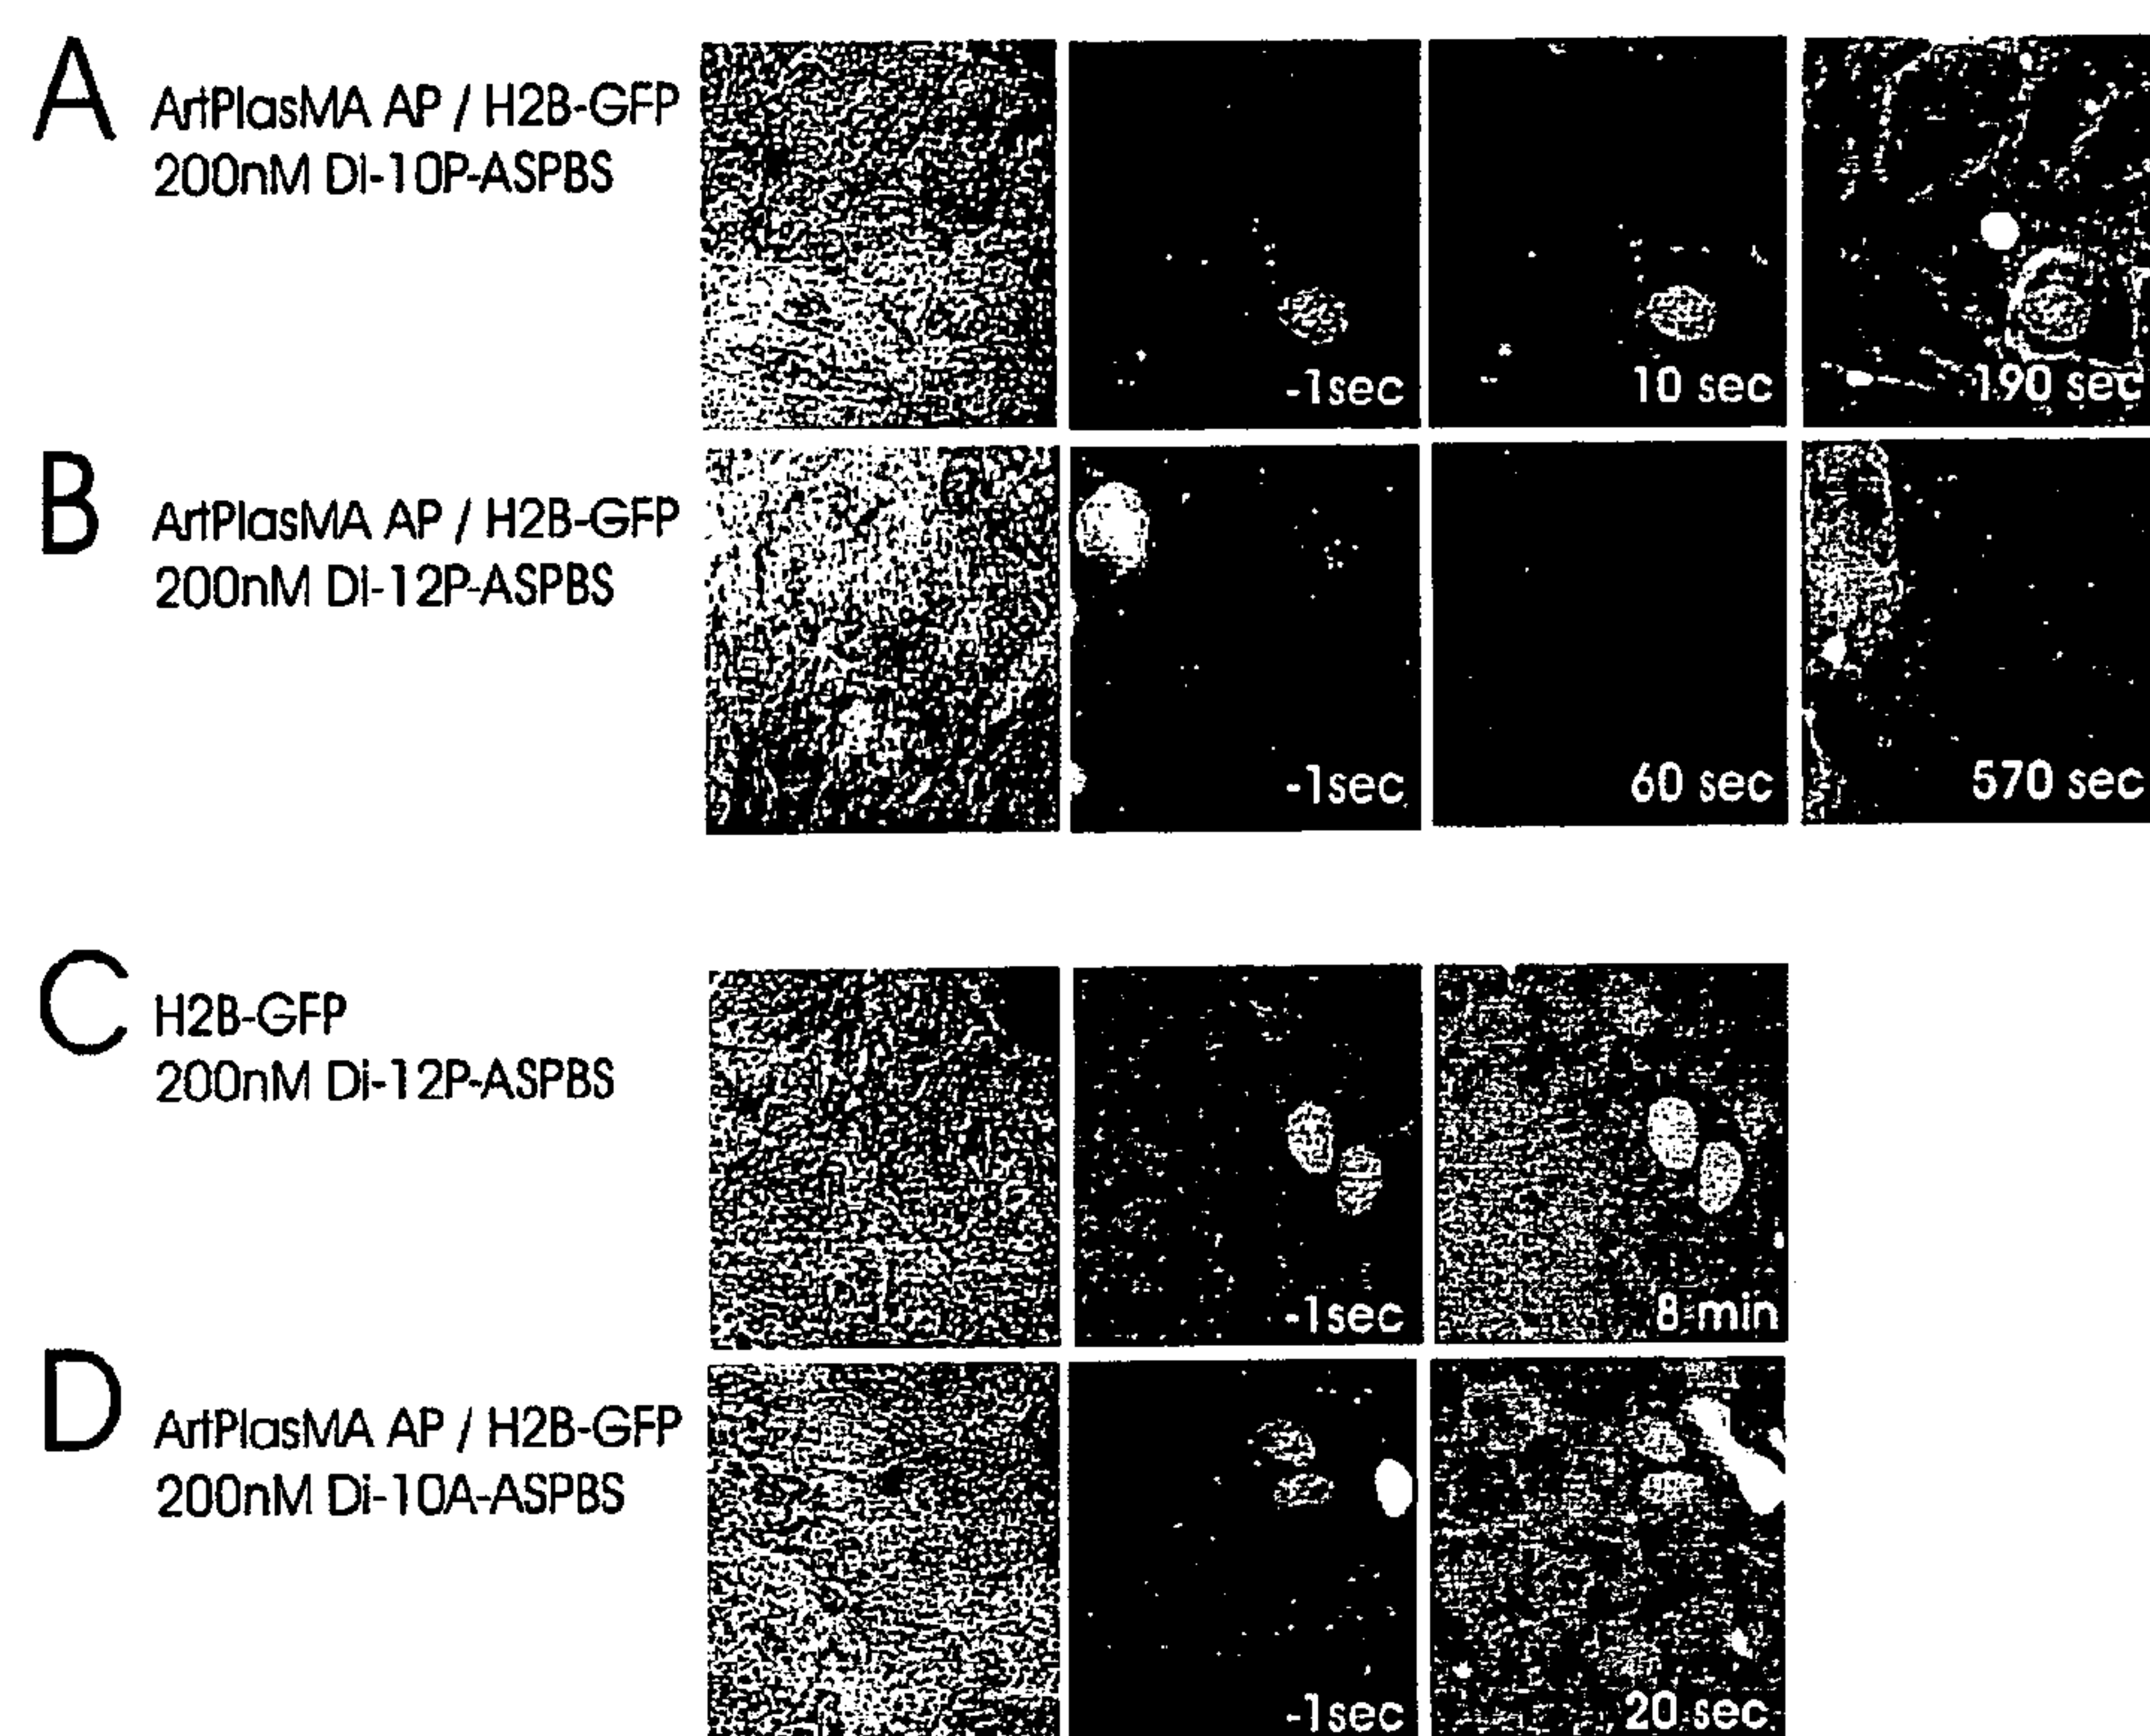 A
ArtPlasMA AP / H2B-GFP
200nM Di-10P-ASPBS
-1sec
10 sec
190 sec
B
ArtPlasMA AP / H2B-GFP
200nM Di-12P-ASPBS
-1sec
60 sec
570 sec
C
H2B-GFP
200nM Di-12P-ASPBS
-1sec
8 min
D
ArtPlasMA AP / H2B-GFP
200nM Di-10A-ASPBS
-1sec
20 sec